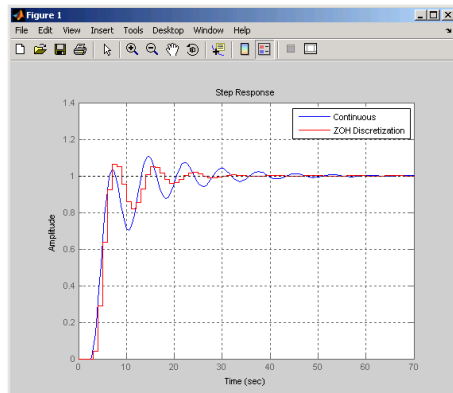 Figure 1
File Edit View Insert Tools Desktop Window Help
Step Response
Continuous
ZOH Discretization
Amplitude
1.4
1.2
1
0.8
0.6
0.4
0.2
0
0 10 20 30 40 50 60 70
Time (sec)